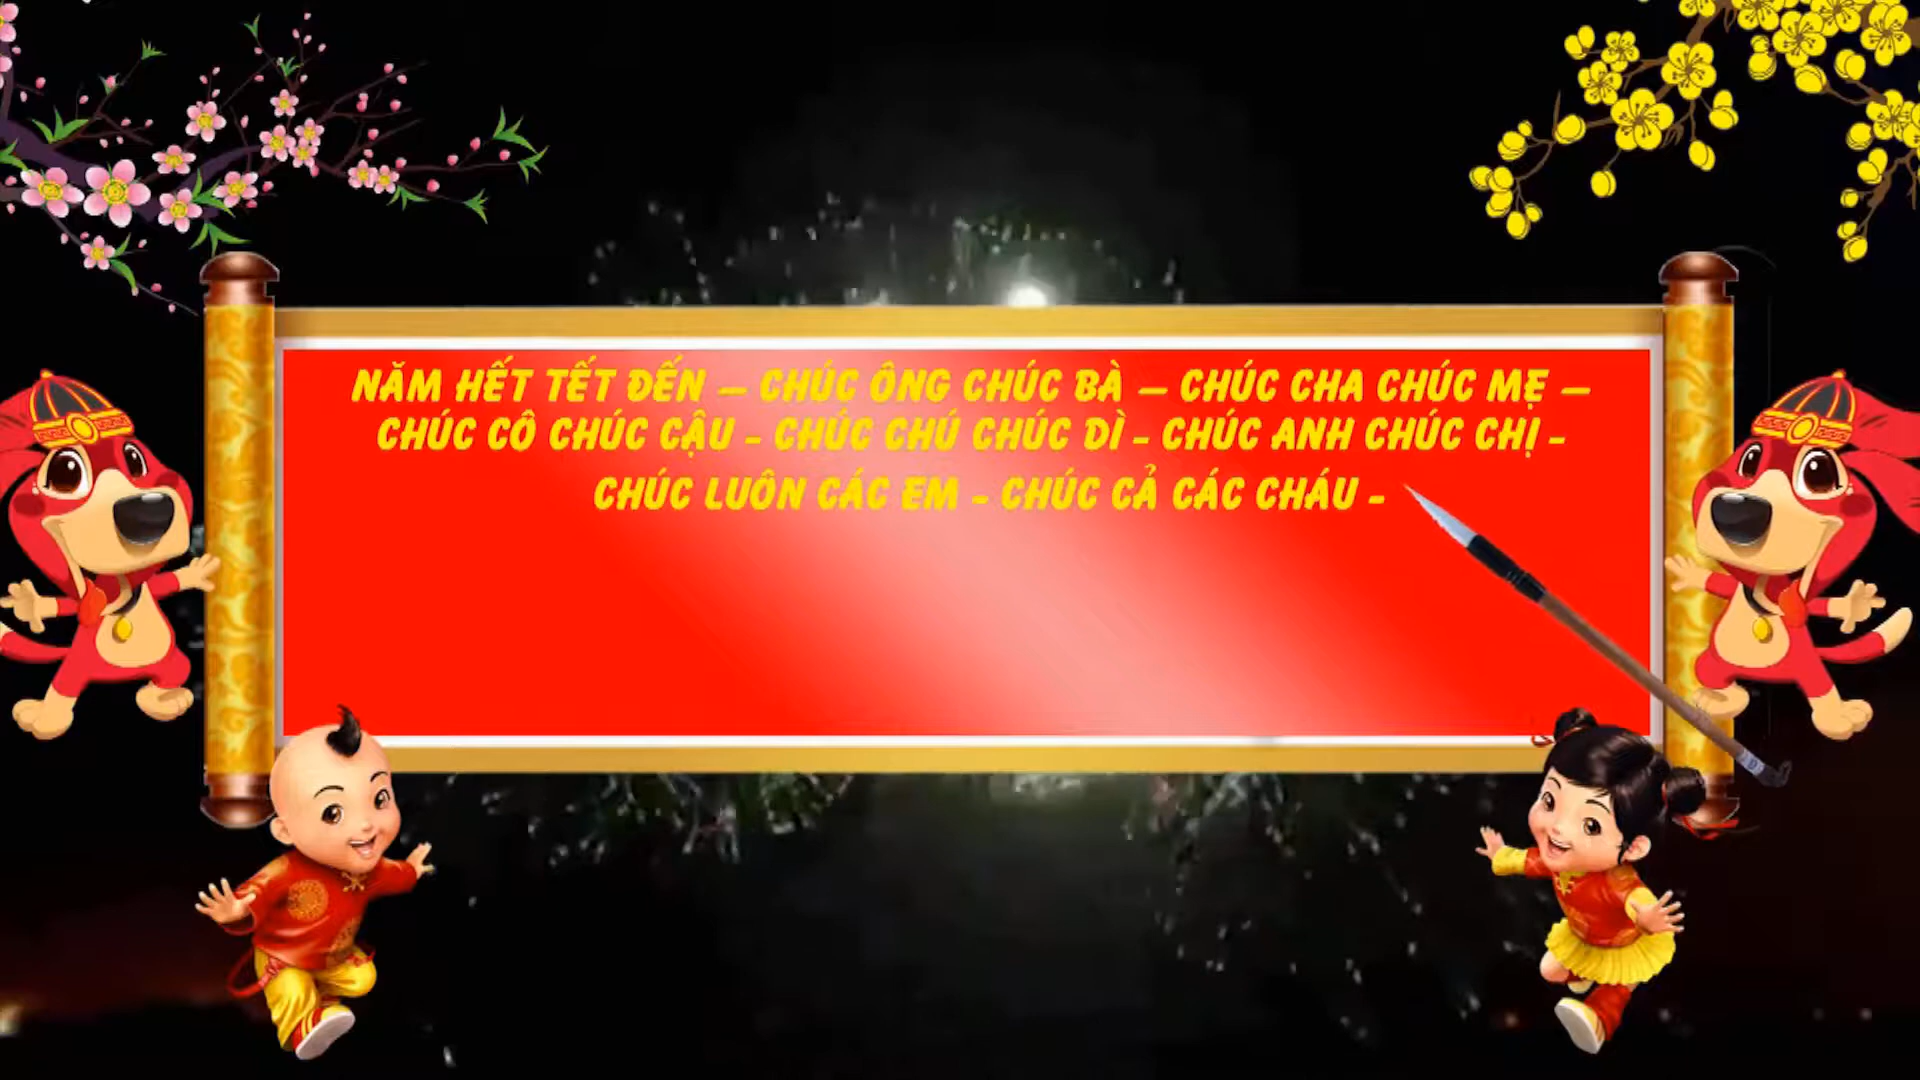 NĂM HẾT TẾT ĐẾN – CHÚC ÔNG CHÚC BÀ – CHÚC CHA CHÚC MẸ –
CHÚC CÔ CHÚC CẬU - CHÚC CHÚ CHÚC DÌ - CHÚC ANH CHÚC CHỊ -
CHÚC LUÔN CÁC EM - CHÚC CẢ CÁC CHÁU -